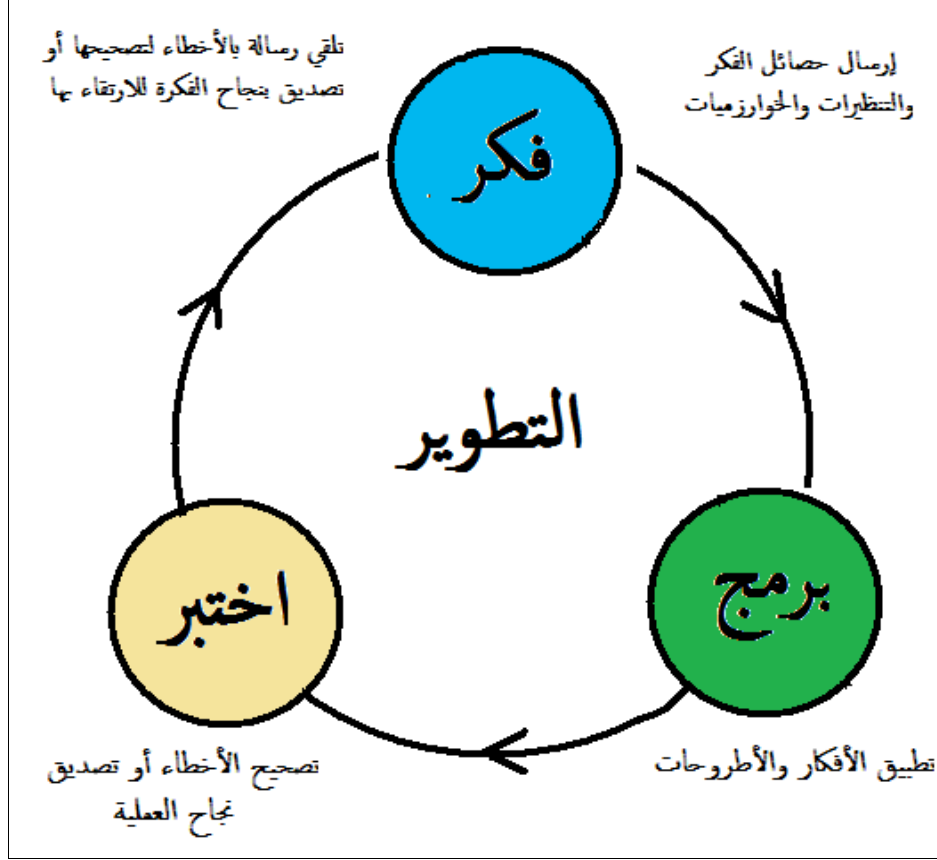 تلقي رسالة بالأخطاء لتصحيحها أو
تصديق بنجاح الفكرة للارتقاء بها
إرسال حصائل الفكر
والتنظيرات والخوارزميات
فكر
التطوير
برمج
اختبر
تطبيق الأفكار والأطروحات
تصحيح الأخطاء أو تصديق
نجاح العملية